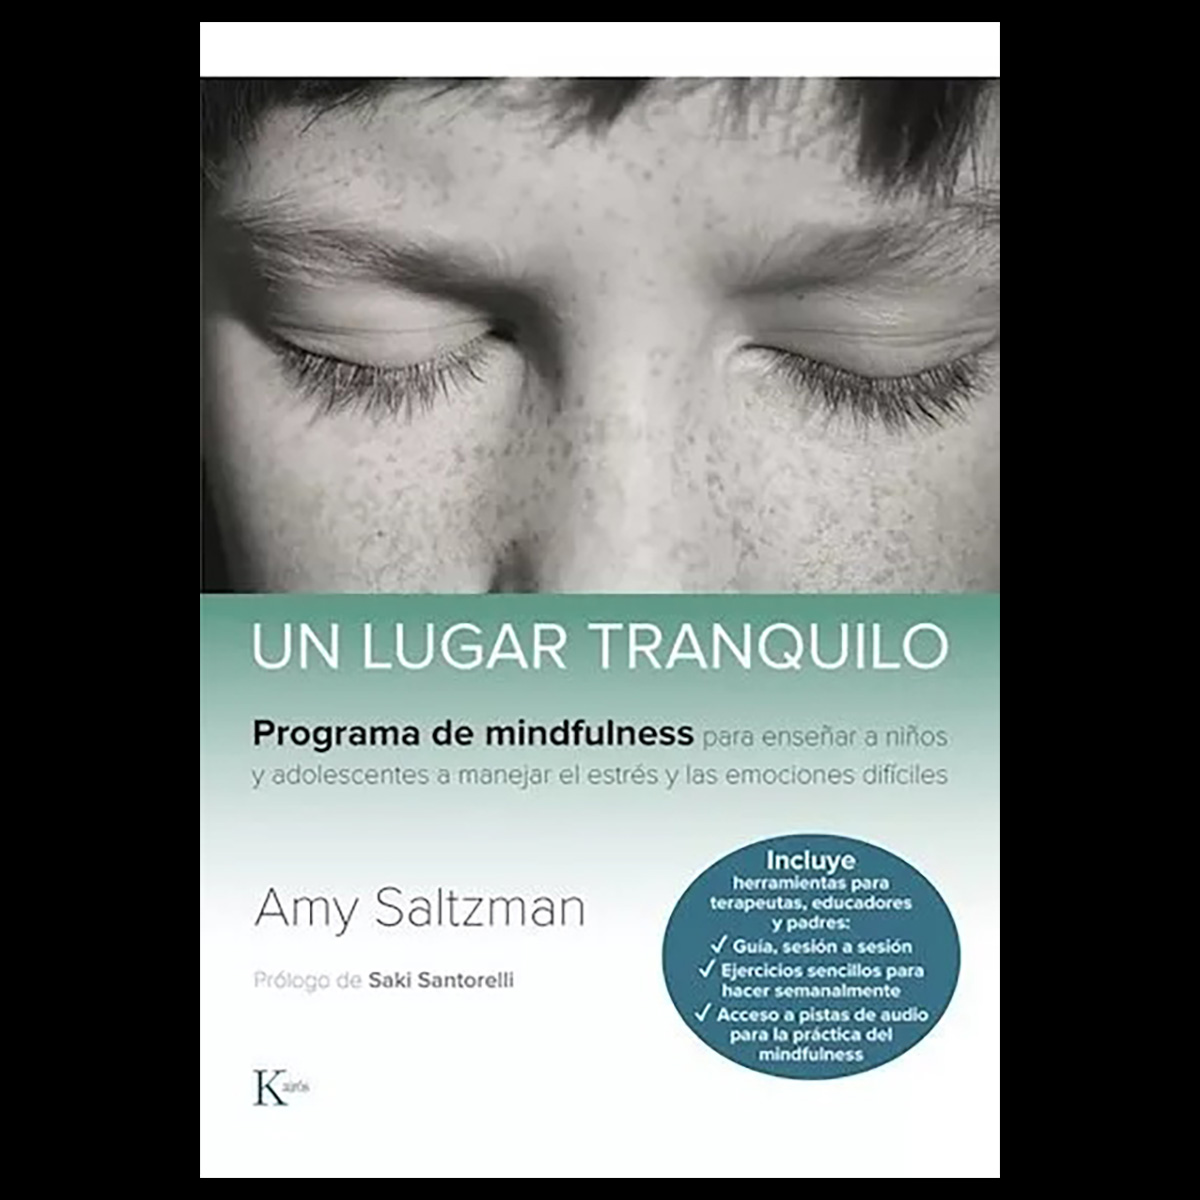 UN LUGAR TRANQUILO
Programa de mindfulness para enseñar a niños
y adolescentes a manejar el estrés y las emociones difíciles
Amy Saltzman
Prólogo de Saki Santorelli
Incluye
herramientas para
terapeutas, educadores
y padres:
✓ Guía, sesión a sesión
✓ Ejercicios sencillos para
hacer semanalmente
✓ Acceso a pistas de audio
para la práctica del
mindfulness
Kairós